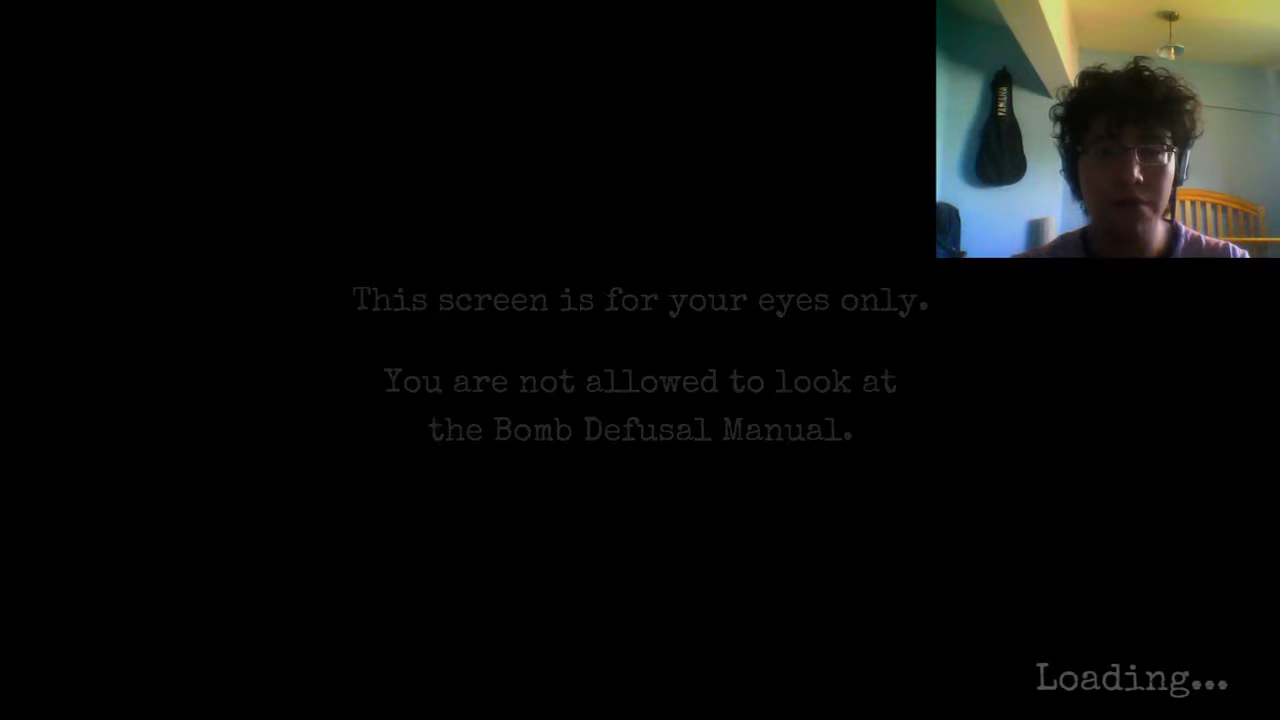 YAMAHA
This screen is for your eyes only.
You are not allowed to look at
the Bomb Defusal Manual.
Loading...